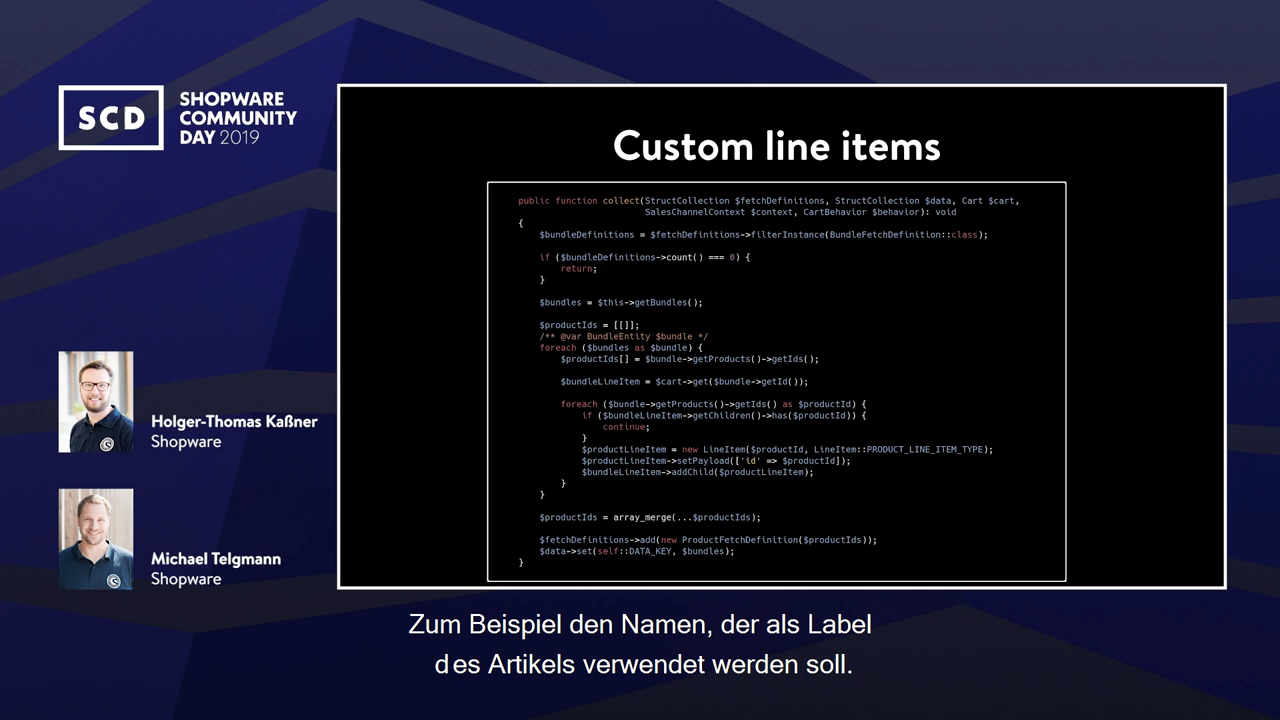 SCD
SHOPWARE
COMMUNITY
DAY 2019
Custom line items
public function collect(StructCollection $fetchDefinitions, StructCollection $data, Cart $cart,
SalesChannelContext $context, CartBehavior $behavior): void
{
$bundleDefinitions = $fetchDefinitions->filterInstance(BundleFetchDefinition::class);
if ($bundleDefinitions->count() === 0) {
return;
}
$bundles = $this->getBundles();
$productIds = [[]];
/** @var BundleEntity $bundle */
foreach ($bundles as $bundle) {
$productIds[] = $bundle->getProducts()->getIds();
$bundleLineItem = $cart->get($bundle->getId());
foreach ($bundle->getProducts()->getIds() as $productId) {
if ($bundleLineItem->getChildren()->has($productId)) {
continue;
}
$productLineItem = new LineItem($productId, LineItem::PRODUCT_LINE_ITEM_TYPE);
$productLineItem->setPayload(['id' => $productId]);
$bundleLineItem->addChild($productLineItem);
}
}
$productIds = array_merge(...$productIds);
$fetchDefinitions->add(new ProductFetchDefinition($productIds));
$data->set(self::DATA_KEY, $bundles);
}
Holger-Thomas Kaßner
Shopware
Michael Telgmann
Shopware
Zum Beispiel den Namen, der als Label
des Artikels verwendet werden soll.